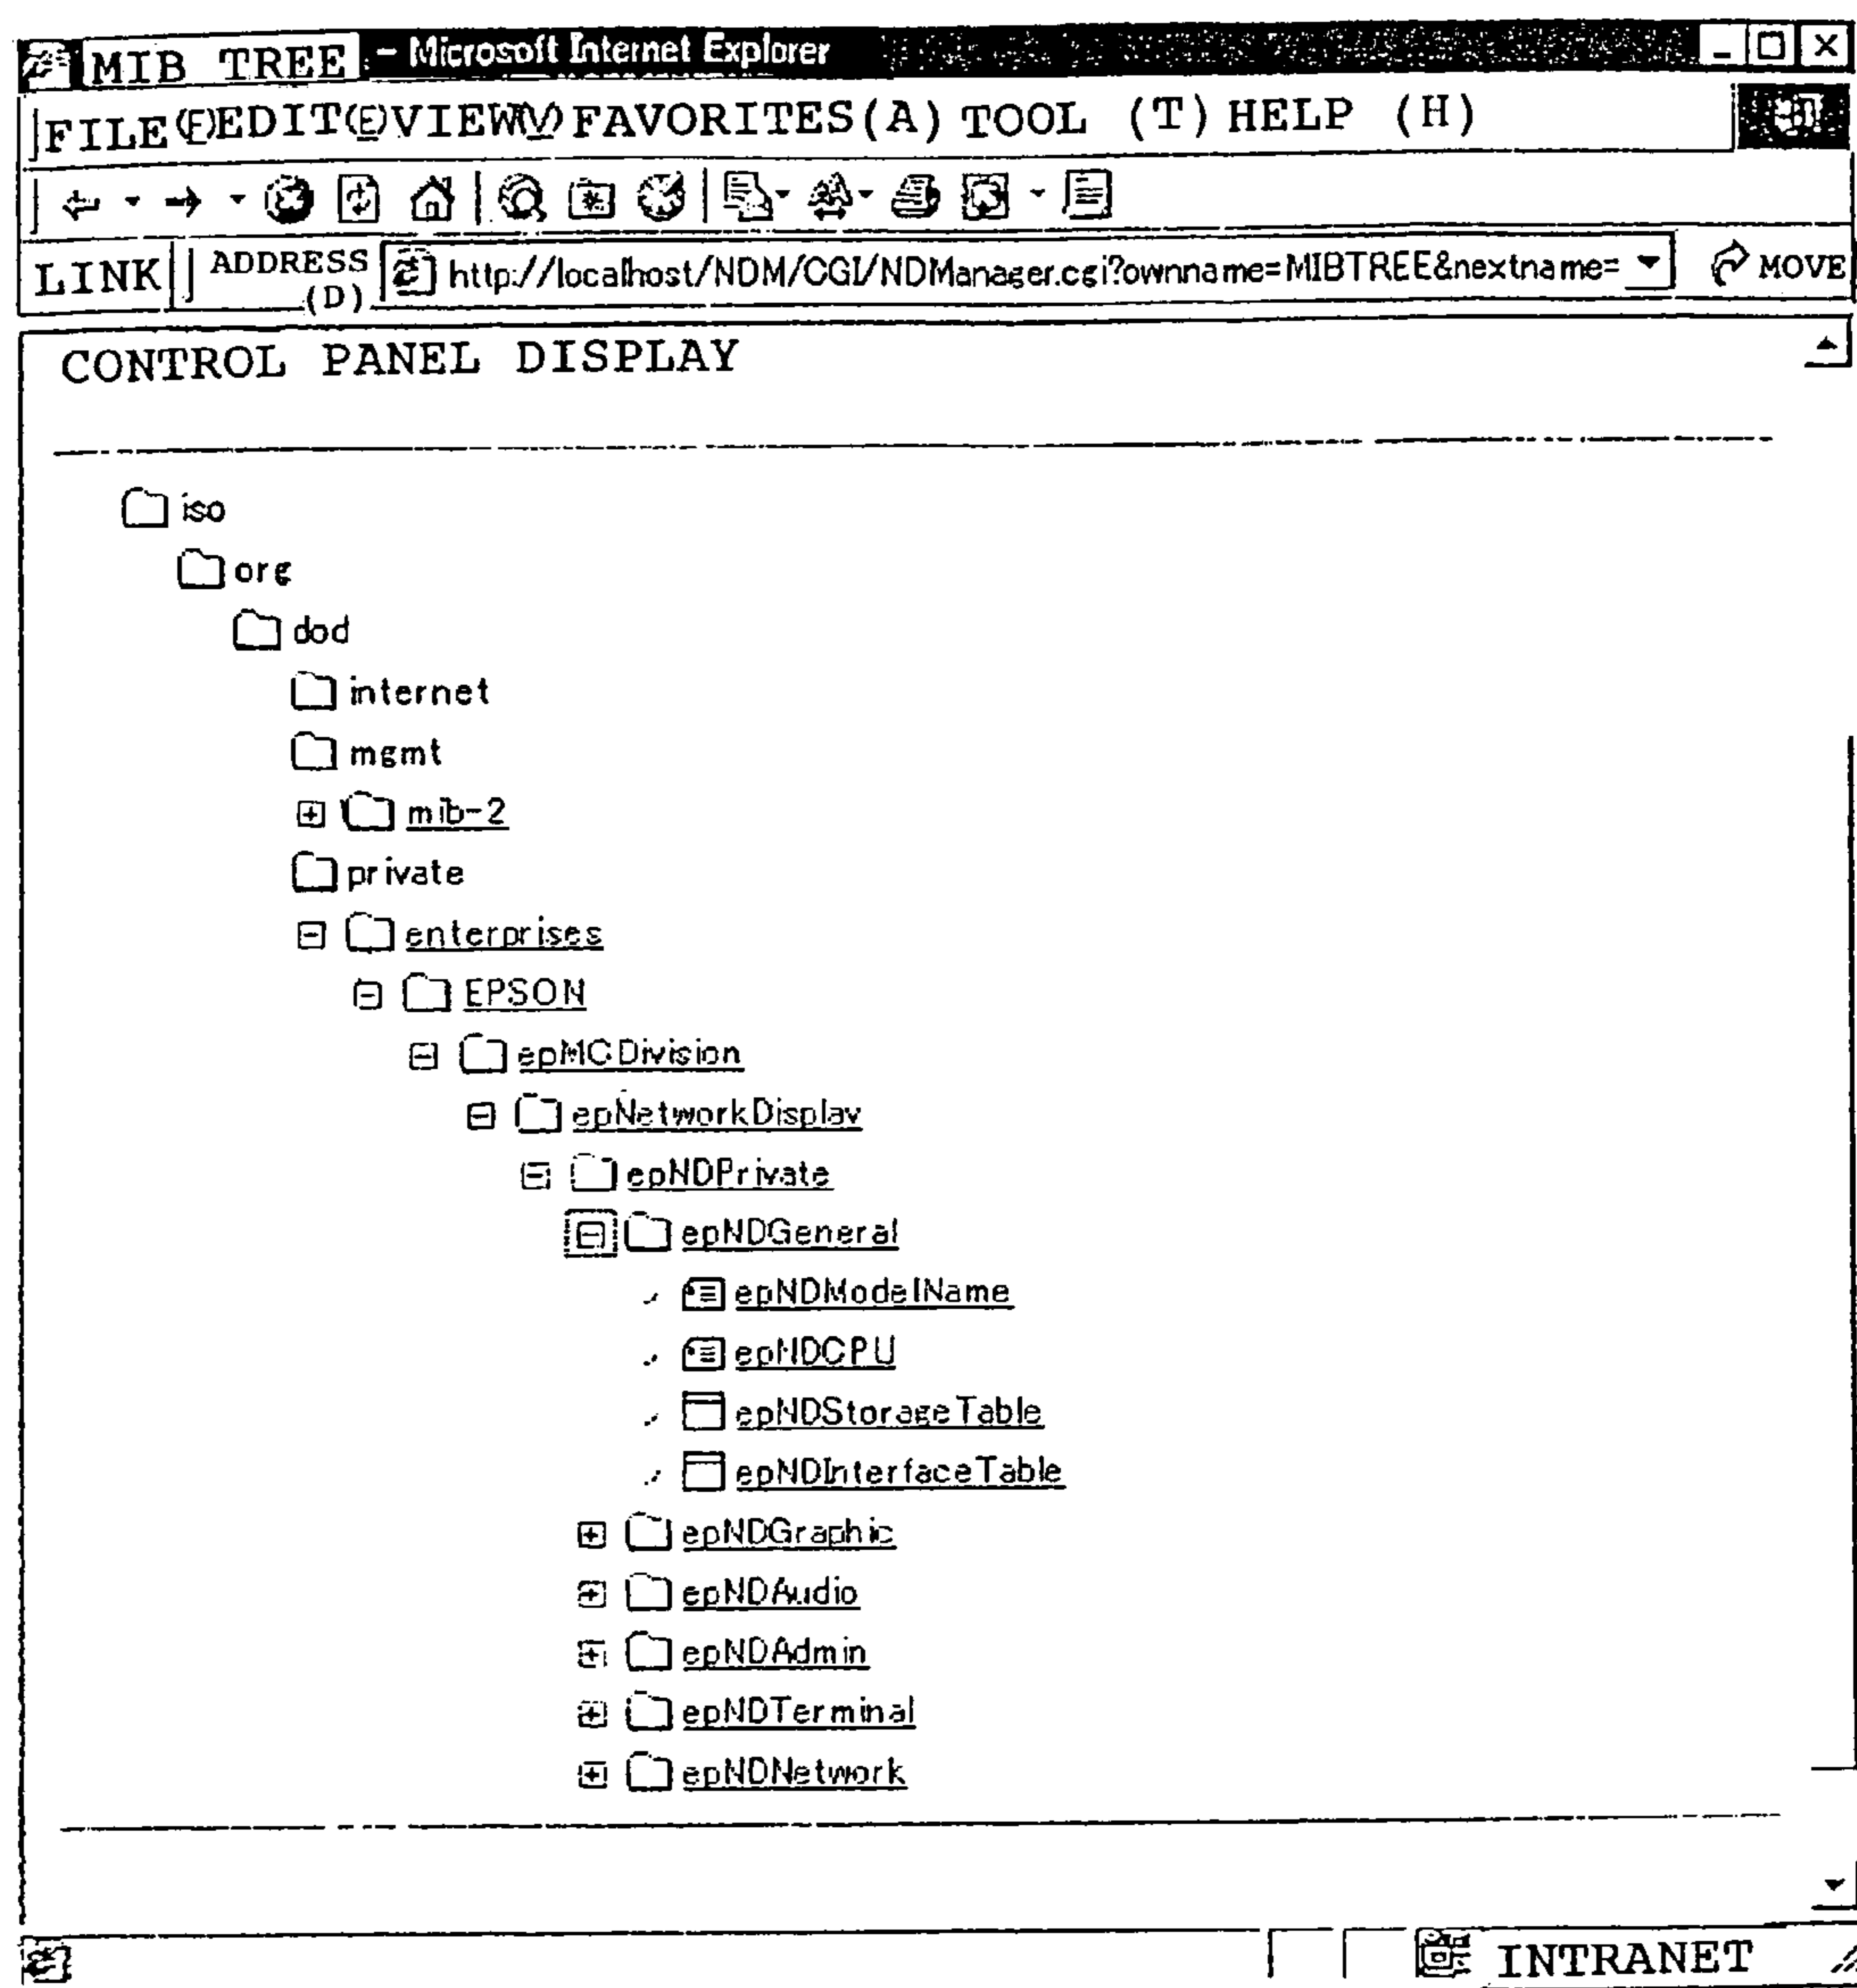 MIB TREE - Microsoft Internet Explorer
FILE(F)EDIT(E)VIEW(V)FAVORITES(A) TOOL (T) HELP (H)
LINK ADDRESS (D) http://localhost/NDM/CGI/NDManager.cgi?ownname=MIBTREE&nextname= MOVE
CONTROL PANEL DISPLAY
iso
org
dod
internet
mgmt
mib-2
private
enterprises
EPSON
epMCDivision
epNetworkDisplay
epNDPrivate
epNDGeneral
epNDModelName
epNDCPU
epNDStorageTable
epNDInterfaceTable
epNDGraphic
epNDAudio
epNDAdmin
epNDTerminal
epNDNetwork
INTRANET